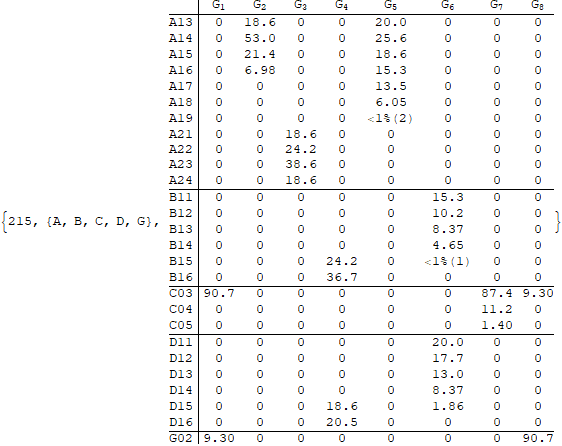 G₁ G₂ G₃ G₄ G₅ G₆ G₇ G₈
A13 0 18.6 0 0 20.0 0 0 0
A14 0 53.0 0 0 25.6 0 0 0
A15 0 21.4 0 0 18.6 0 0 0
A16 0 6.98 0 0 15.3 0 0 0
A17 0 0 0 0 13.5 0 0 0
A18 0 0 0 0 6.05 0 0 0
A19 0 0 0 0 <1%(2) 0 0 0
A21 0 0 18.6 0 0 0 0 0
A22 0 0 24.2 0 0 0 0 0
A23 0 0 38.6 0 0 0 0 0
A24 0 0 18.6 0 0 0 0 0
B11 0 0 0 0 0 15.3 0 0
{215, {A, B, C, D, G}, B12 0 0 0 0 0 10.2 0 0 }
B13 0 0 0 0 0 8.37 0 0
B14 0 0 0 0 0 4.65 0 0
B15 0 0 0 24.2 0 <1%(1) 0 0
B16 0 0 0 36.7 0 0 0 0
C03 90.7 0 0 0 0 0 87.4 9.30
C04 0 0 0 0 0 0 11.2 0
C05 0 0 0 0 0 0 1.40 0
D11 0 0 0 0 0 20.0 0 0
D12 0 0 0 0 0 17.7 0 0
D13 0 0 0 0 0 13.0 0 0
D14 0 0 0 0 0 8.37 0 0
D15 0 0 0 18.6 0 1.86 0 0
D16 0 0 0 20.5 0 0 0 0
G02 9.30 0 0 0 0 0 0 90.7